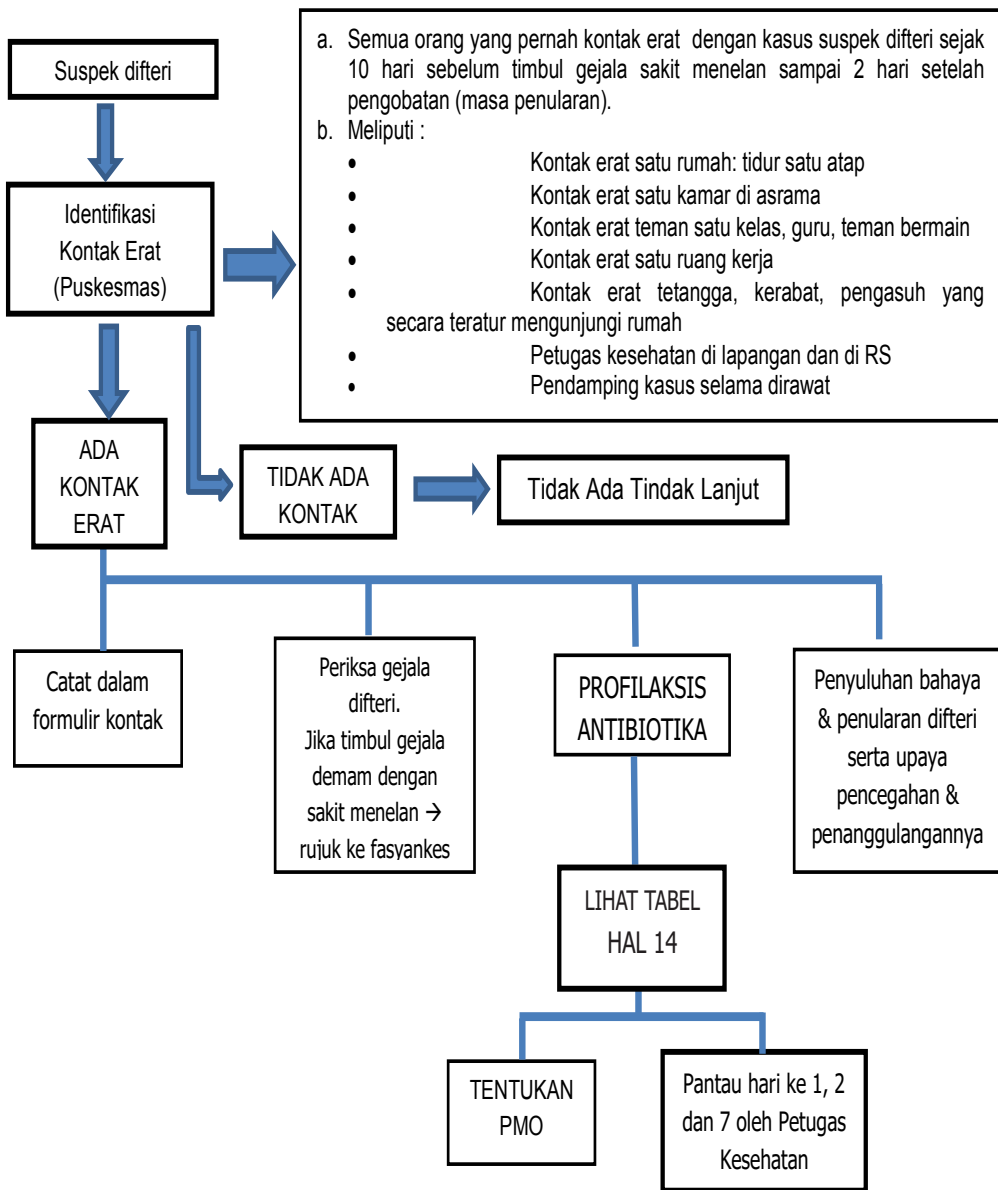 Suspek difteri
a. Semua orang yang pernah kontak erat dengan kasus suspek difteri sejak
10 hari sebelum timbul gejala sakit menelan sampai 2 hari setelah
pengobatan (masa penularan).
b. Meliputi :
• Kontak erat satu rumah: tidur satu atap
• Kontak erat satu kamar di asrama
• Kontak erat teman satu kelas, guru, teman bermain
• Kontak erat satu ruang kerja
• Kontak erat tetangga, kerabat, pengasuh yang
secara teratur mengunjungi rumah
• Petugas kesehatan di lapangan dan di RS
• Pendamping kasus selama dirawat
Identifikasi
Kontak Erat
(Puskesmas)
ADA
KONTAK
ERAT
TIDAK ADA
KONTAK
Tidak Ada Tindak Lanjut
Catat dalam
formulir kontak
Periksa gejala
difteri.
Jika timbul gejala
demam dengan
sakit menelan →
rujuk ke fasyankes
PROFILAKSIS
ANTIBIOTIKA
Penyuluhan bahaya
& penularan difteri
serta upaya
pencegahan &
penanggulangannya
LIHAT TABEL
HAL 14
TENTUKAN
PMO
Pantau hari ke 1, 2
dan 7 oleh Petugas
Kesehatan